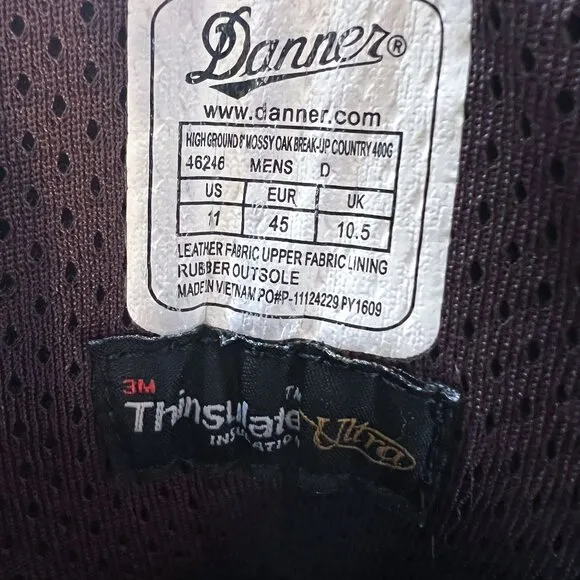 Danner®
www.danner.com
HIGH GROUND 8" MOSSY OAK BREAK-UP COUNTRY 400G
46246 MENS D
US EUR UK
11 45 10.5
LEATHER FABRIC UPPER FABRIC LINING
RUBBER OUTSOLE
MADE IN VIETNAM PO#P-11124229 PY1609
3M
Thinsulate™ Ultra
INSULATION